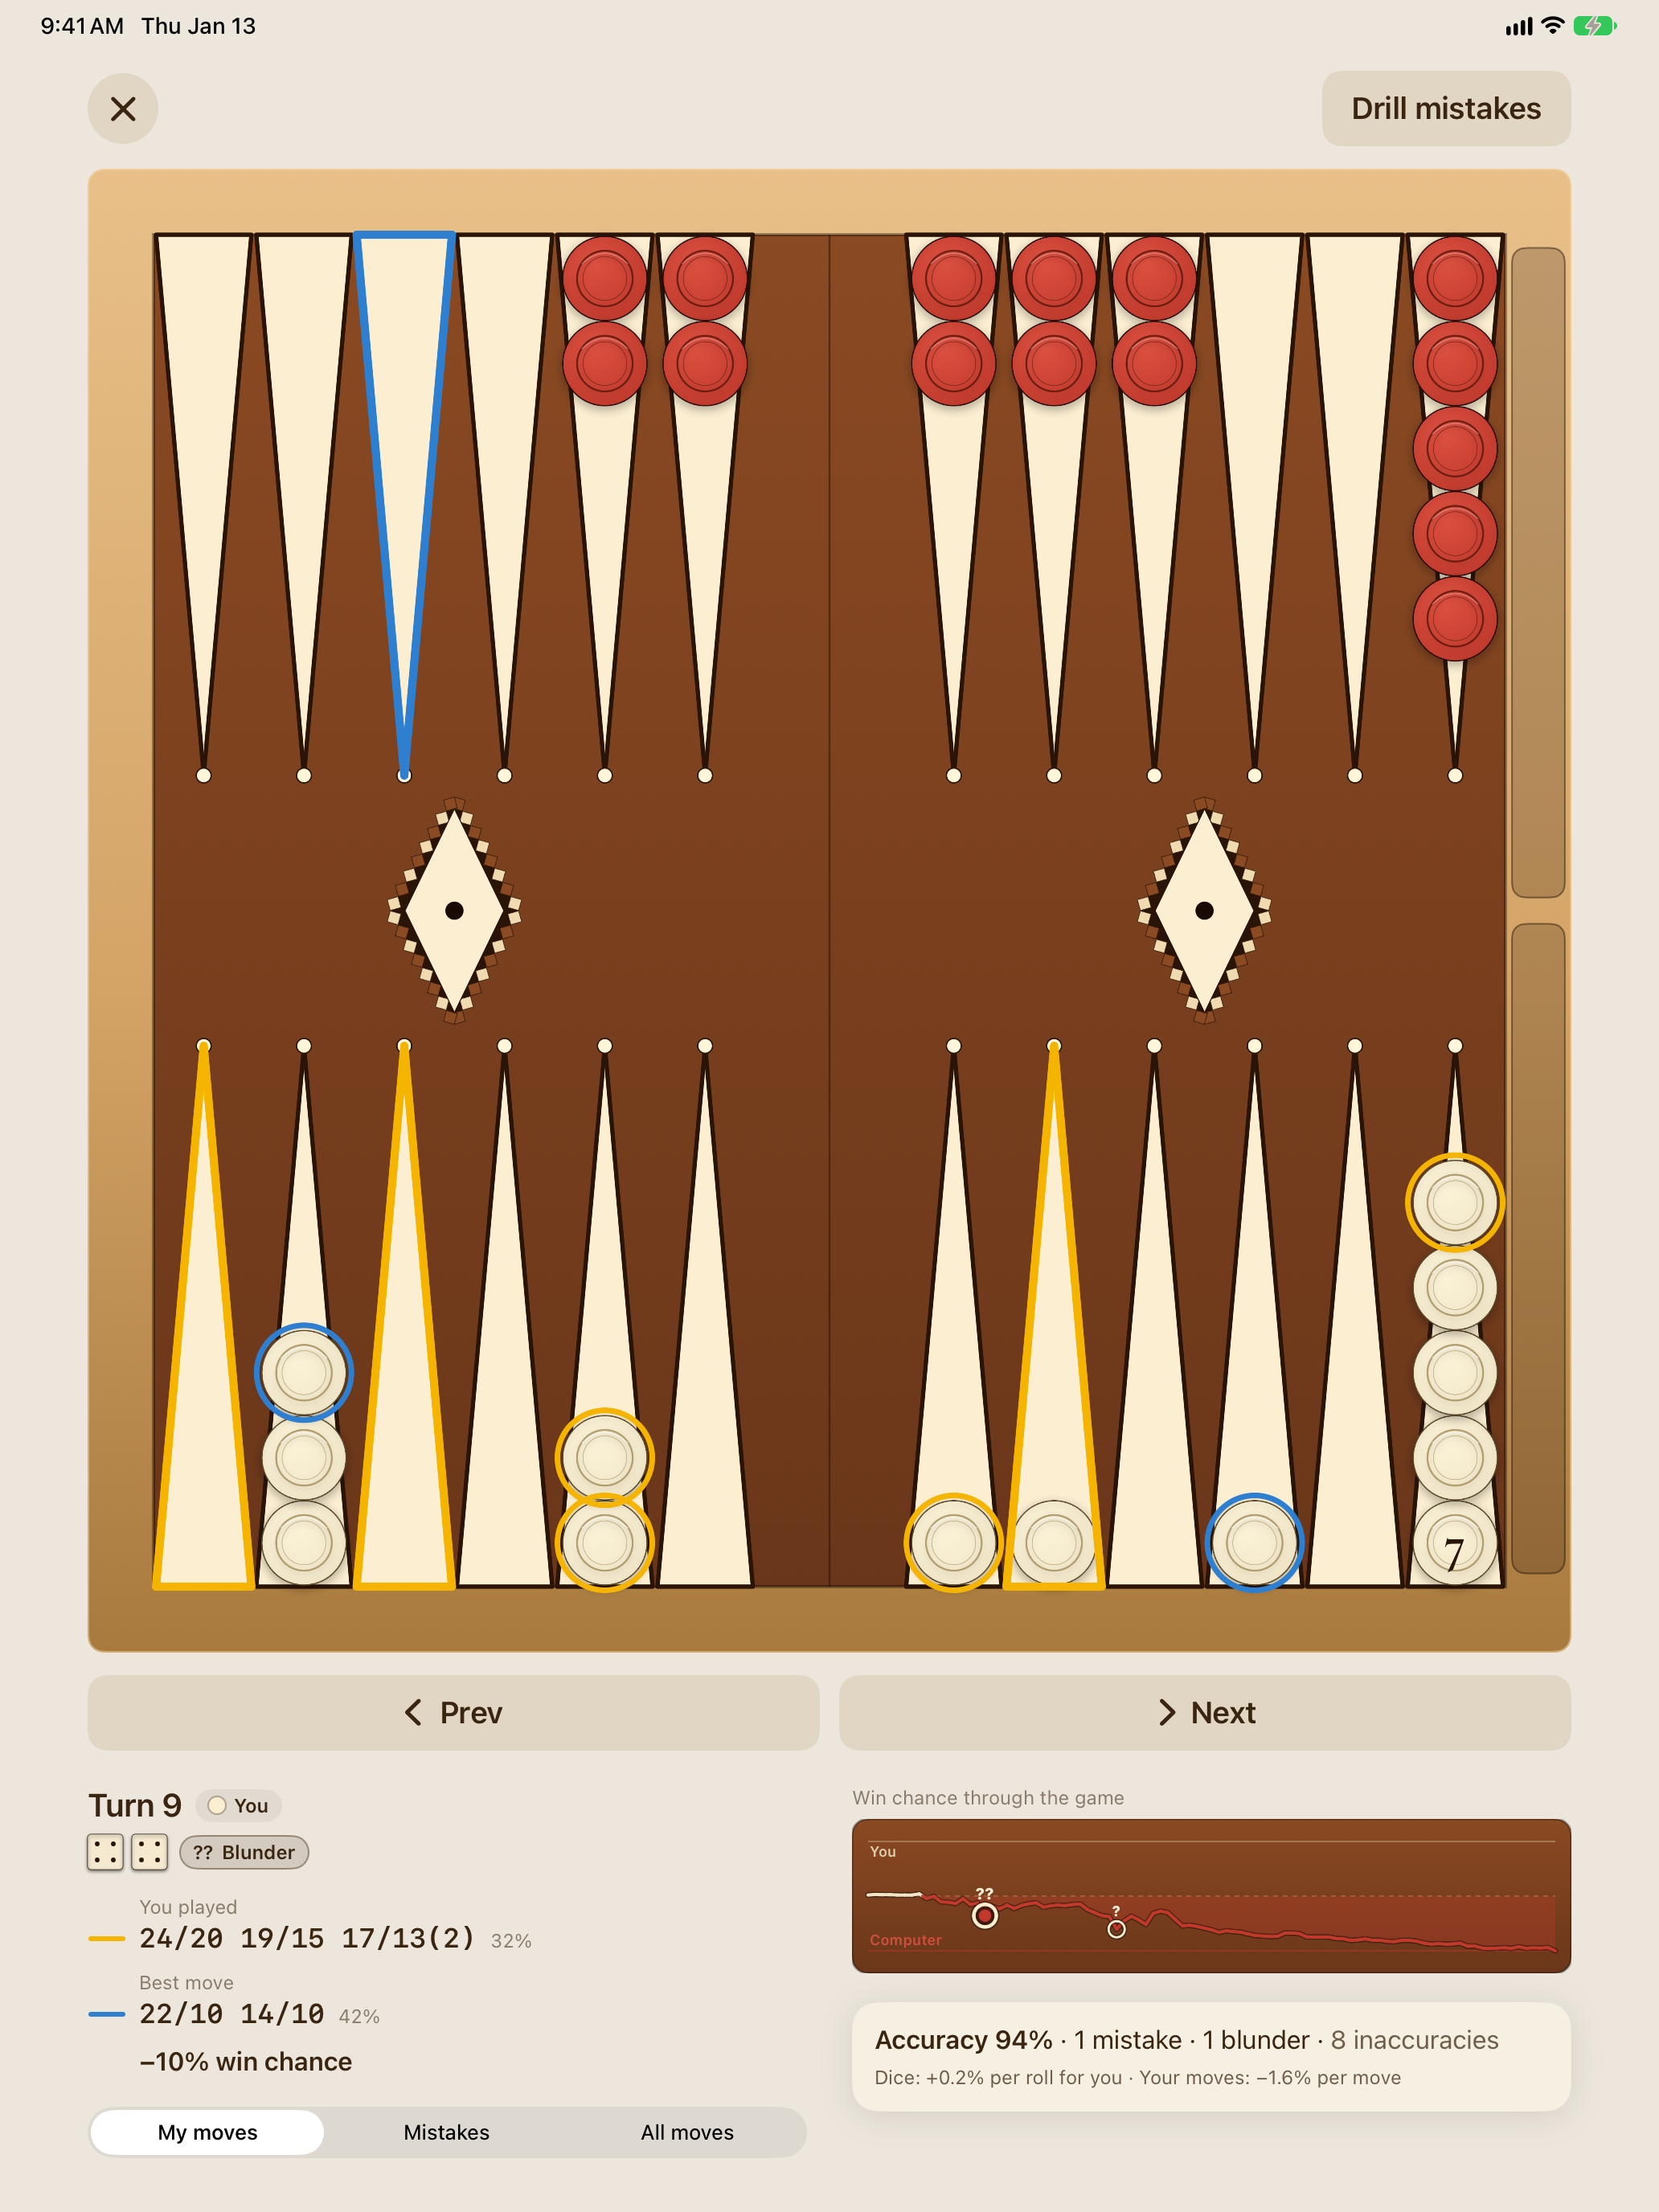 9:41 AM Thu Jan 13
Drill mistakes
7
Prev
Next
Turn 9 You
?? Blunder
You played
24/20 19/15 17/13(2) 32%
Best move
22/10 14/10 42%
–10% win chance
My moves Mistakes All moves
Win chance through the game
You
??
?
Computer
Accuracy 94% · 1 mistake · 1 blunder · 8 inaccuracies
Dice: +0.2% per roll for you · Your moves: –1.6% per move